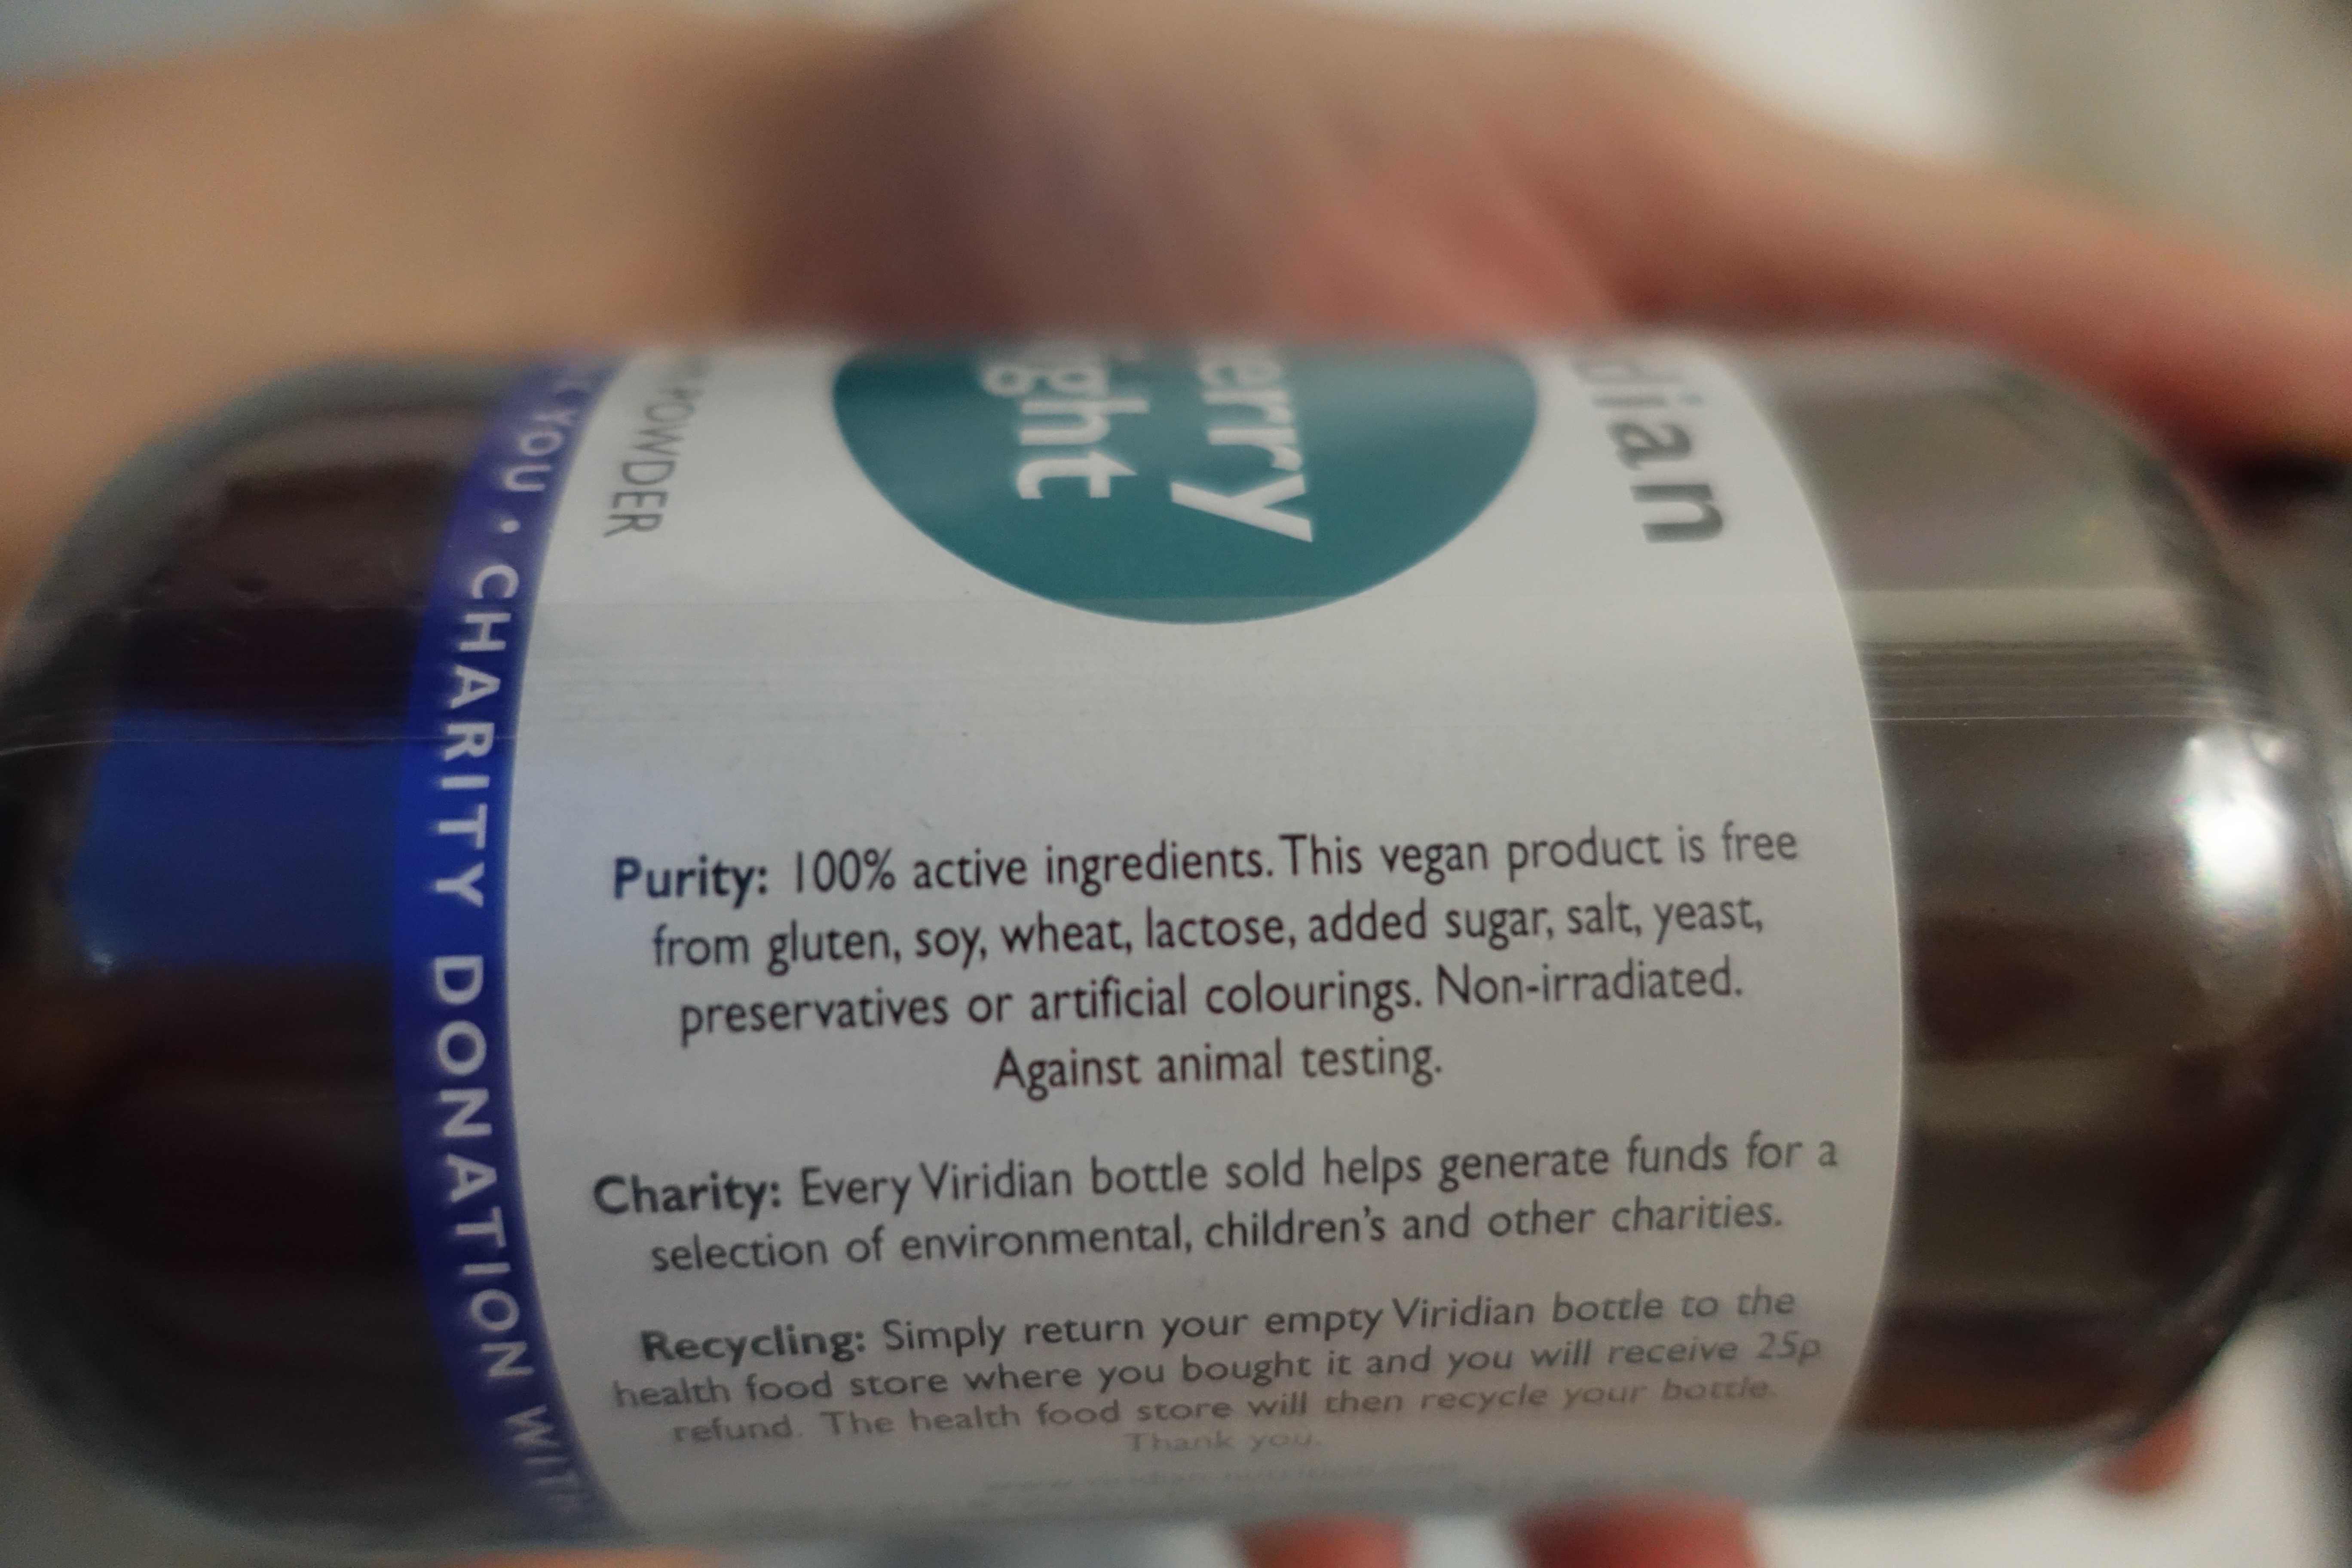 dian
erry
ght
POWDER
YOU • CHARITY DONATION WITH
Purity: 100% active ingredients. This vegan product is free
from gluten, soy, wheat, lactose, added sugar, salt, yeast,
preservatives or artificial colourings. Non-irradiated.
Against animal testing.
Charity: Every Viridian bottle sold helps generate funds for a
selection of environmental, children's and other charities.
Recycling: Simply return your empty Viridian bottle to the
health food store where you bought it and you will receive 25p
refund. The health food store will then recycle your bottle.
Thank you.